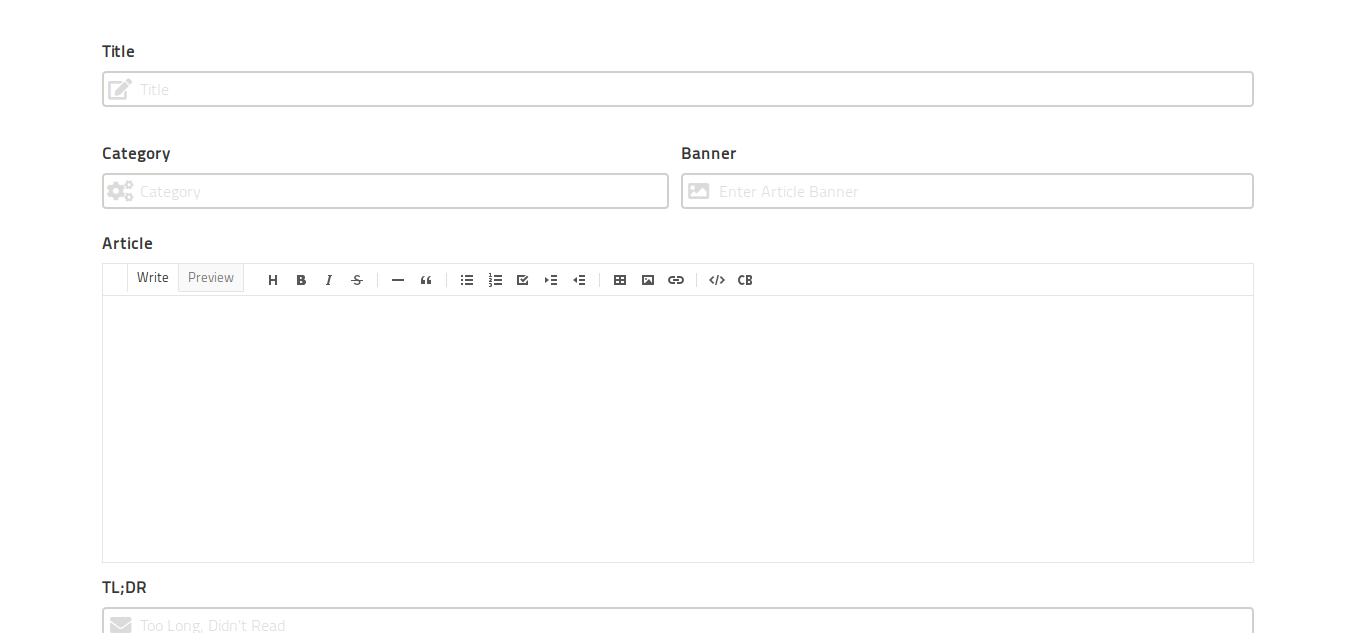 Title
Title
Category Banner
Category Enter Article Banner
Article
Write Preview H B I S “ </> CB
TL;DR
Too Long, Didn't Read